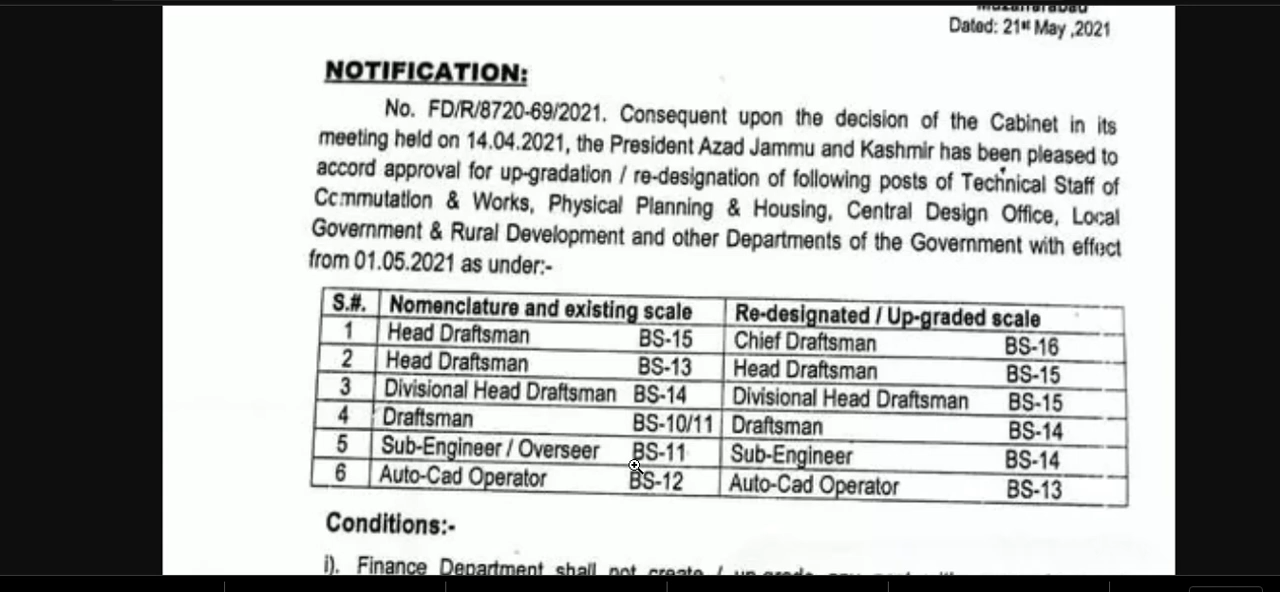 Dated: 21st May ,2021
NOTIFICATION:
No. FD/R/8720-69/2021. Consequent upon the decision of the Cabinet in its
meeting held on 14.04.2021, the President Azad Jammu and Kashmir has been pleased to
accord approval for up-gradation / re-designation of following posts of Technical Staff of
Commutation & Works, Physical Planning & Housing, Central Design Office, Local
Government & Rural Development and other Departments of the Government with effect
from 01.05.2021 as under:-
S.#. Nomenclature and existing scale Re-designated / Up-graded scale
1 Head Draftsman BS-15 Chief Draftsman BS-16
2 Head Draftsman BS-13 Head Draftsman BS-15
3 Divisional Head Draftsman BS-14 Divisional Head Draftsman BS-15
4 Draftsman BS-10/11 Draftsman BS-14
5 Sub-Engineer / Overseer BS-11 Sub-Engineer BS-14
6 Auto-Cad Operator BS-12 Auto-Cad Operator BS-13
Conditions:-
i). Finance Department shall not create / up-grade any post